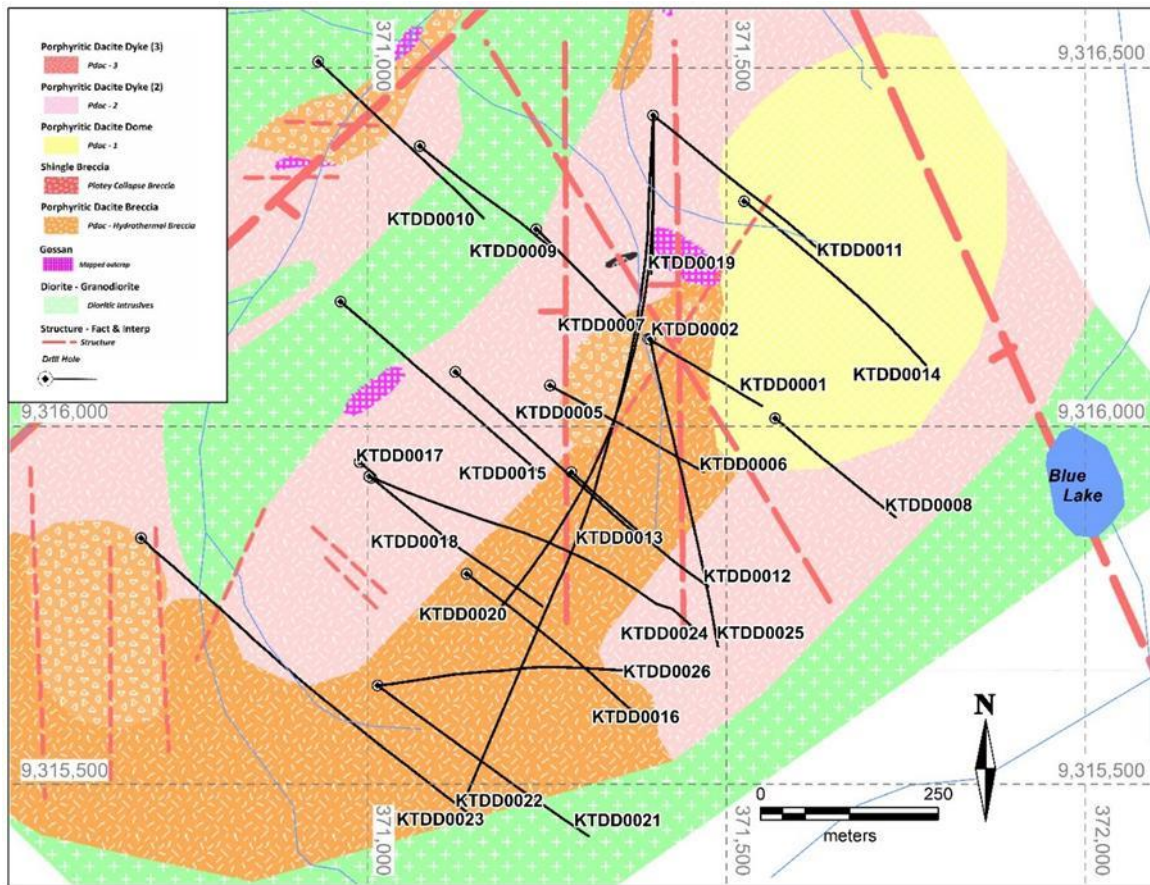 Porphyritic Dacite Dyke (3)
Pdac - 3
Porphyritic Dacite Dyke (2)
Pdac - 2
Porphyritic Dacite Dome
Pdac - 1
Shingle Breccia
Platey Collapse Breccia
Porphyritic Dacite Breccia
Pdac - Hydrothermal Breccia
Gossan
Mapped outcrop
Diorite - Granodiorite
Dioritic Intrusives
Structure - Fact & Interp
Structure
Drill Hole
371,000
371,500
9,316,500
KTDD0010
KTDD0009
KTDD0011
KTDD0019
KTDD0007
KTDD0002
KTDD0014
KTDD0001
9,316,000
9,316,000
KTDD0005
KTDD0017
KTDD0015
KTDD0006
Blue
Lake
KTDD0008
KTDD0018
KTDD0013
KTDD0012
KTDD0020
KTDD0024
KTDD0025
KTDD0026
KTDD0016
N
9,315,500
9,315,500
KTDD0022
KTDD0023
KTDD0021
0
250
meters
371,000
371,500
372,000